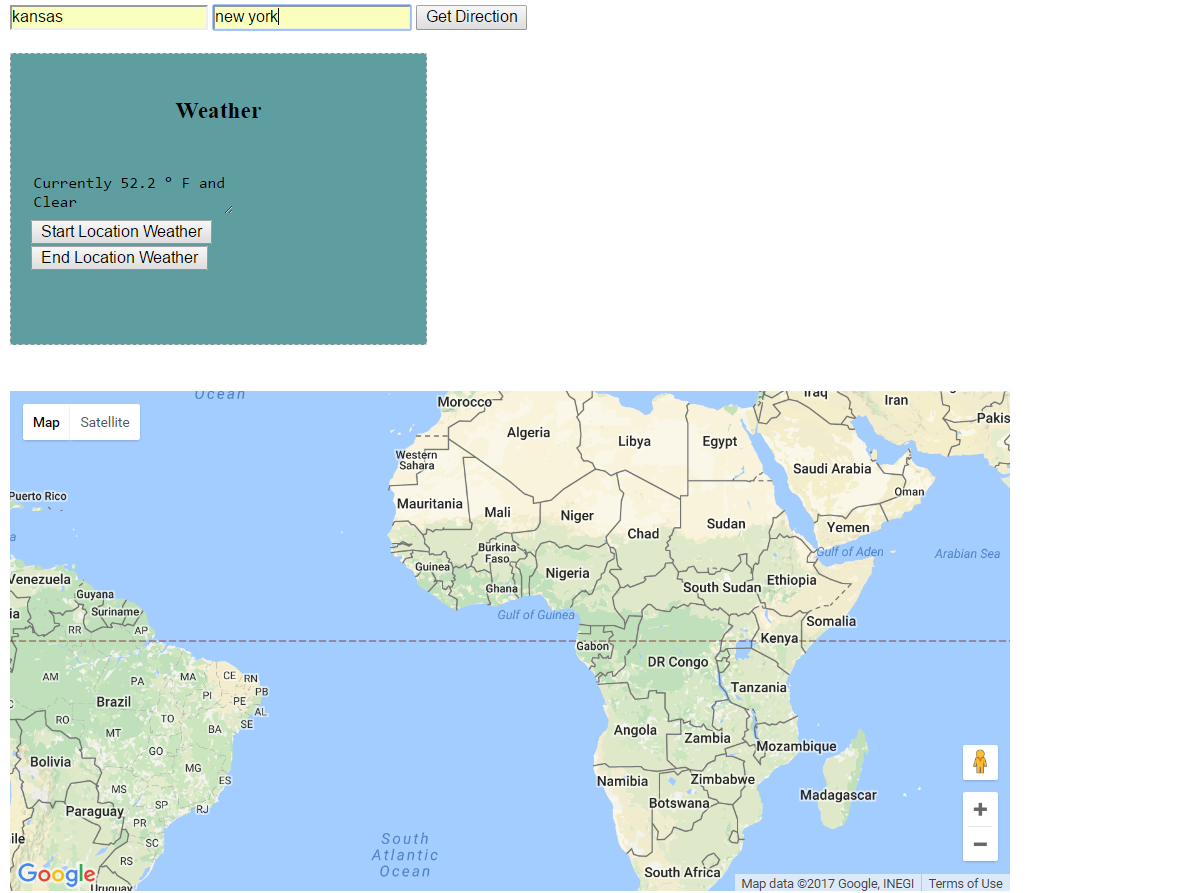 kansas
new york
Get Direction
Weather
Currently 52.2 ° F and
Clear
Start Location Weather
End Location Weather
Ocean
Map
Satellite
Morocco
Algeria
Libya
Egypt
Iraq
Iran
Pakis
Western
Sahara
Saudi Arabia
Oman
Puerto Rico
Mauritania
Mali
Niger
Chad
Sudan
Yemen
a
Burkina
Faso
Gulf of Aden
Arabian Sea
Guinea
Nigeria
Venezuela
Ghana
South Sudan
Ethiopia
Guyana
ia
Suriname
Gulf of Guinea
Somalia
RR
AP
Gabon
Kenya
DR Congo
AM
PA
MA
CE
RN
PI
PE
PB
Tanzania
Brazil
AL
RO
TO
SE
MT
BA
Angola
Zambia
Mozambique
GO
Bolivia
MG
ES
Namibia
Zimbabwe
MS
SP
RJ
Botswana
Madagascar
Paraguay
PR
ile
SC
South
Atlantic
Ocean
RS
South Africa
Google
Uruguay
Map data ©2017 Google, INEGI
Terms of Use